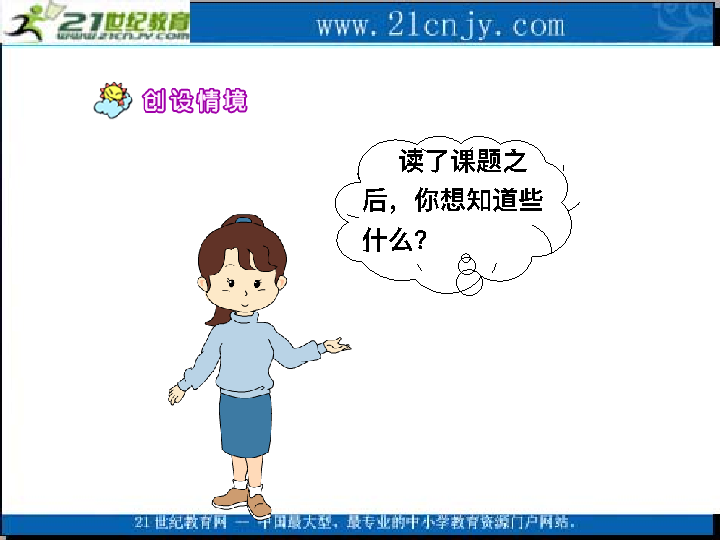 21世纪教育
WWW.21CNJY.COM
www.21cnjy.com
创设情境
读了课题之
后，你想知道些
什么？
21世纪教育网 -- 中国最大型、最专业的中小学教育资源门户网站.